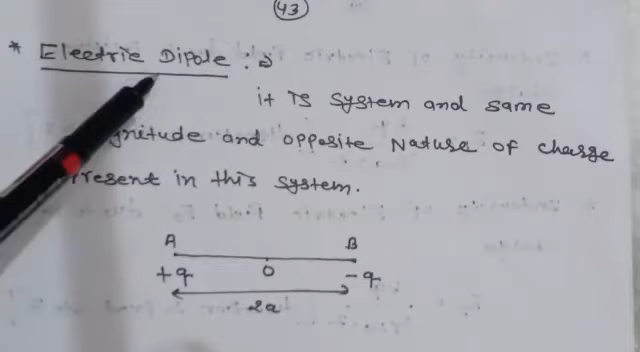 43
* Electric Dipole :-
it is system and same
gnitude and opposite Nature of charge
resent in this system.
A B
+q O -q
2a